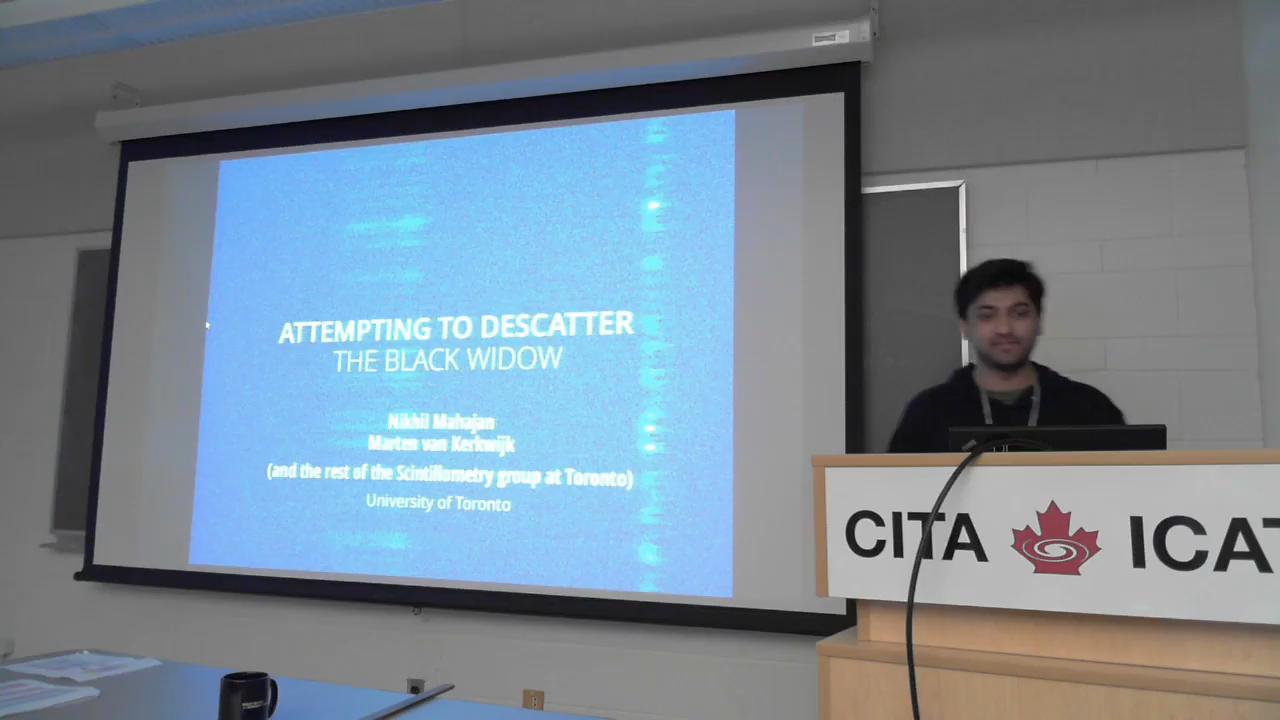 ATTEMPTING TO DESCATTER
THE BLACK WIDOW
Nikhil Mahajan
Marten van Kerkwijk
(and the rest of the Scintillometry group at Toronto)
University of Toronto
CITA ICAT